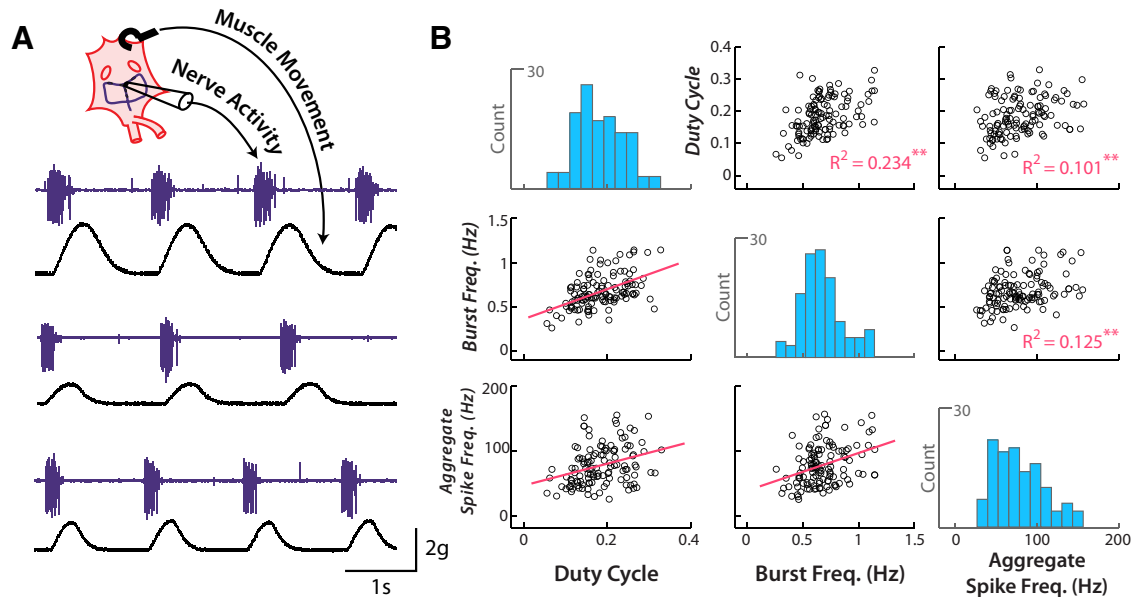 A
Muscle Movement
Nerve Activity
2g
1s
B
30
Count
Duty Cycle
0.4
0.3
0.2
0.1
0
R² = 0.234**
R² = 0.101**
Burst Freq. (Hz)
1.5
1
0.5
0
30
Count
R² = 0.125**
Aggregate
Spike Freq. (Hz)
200
100
0
30
Count
0 0.2 0.4
0 0.5 1 1.5
0 100 200
Duty Cycle
Burst Freq. (Hz)
Aggregate
Spike Freq. (Hz)